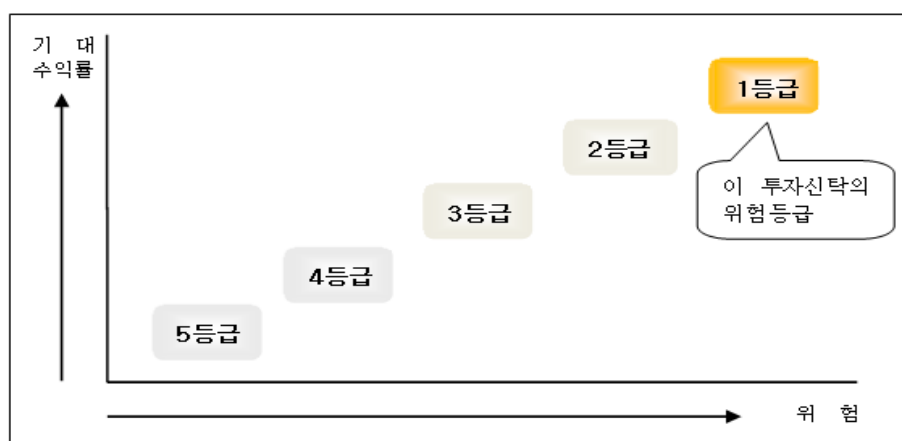 기 대
수익률
1등급
2등급
이 투자신탁의
위험등급
3등급
4등급
5등급
위 험